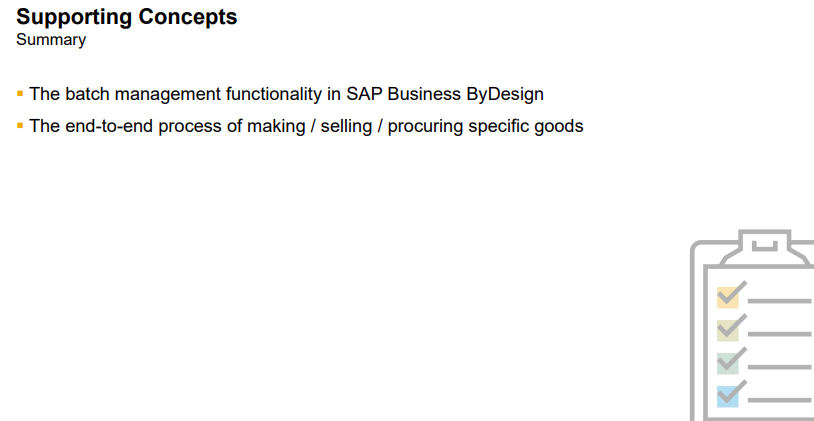 Supporting Concepts
Summary
▪ The batch management functionality in SAP Business ByDesign
▪ The end-to-end process of making / selling / procuring specific goods